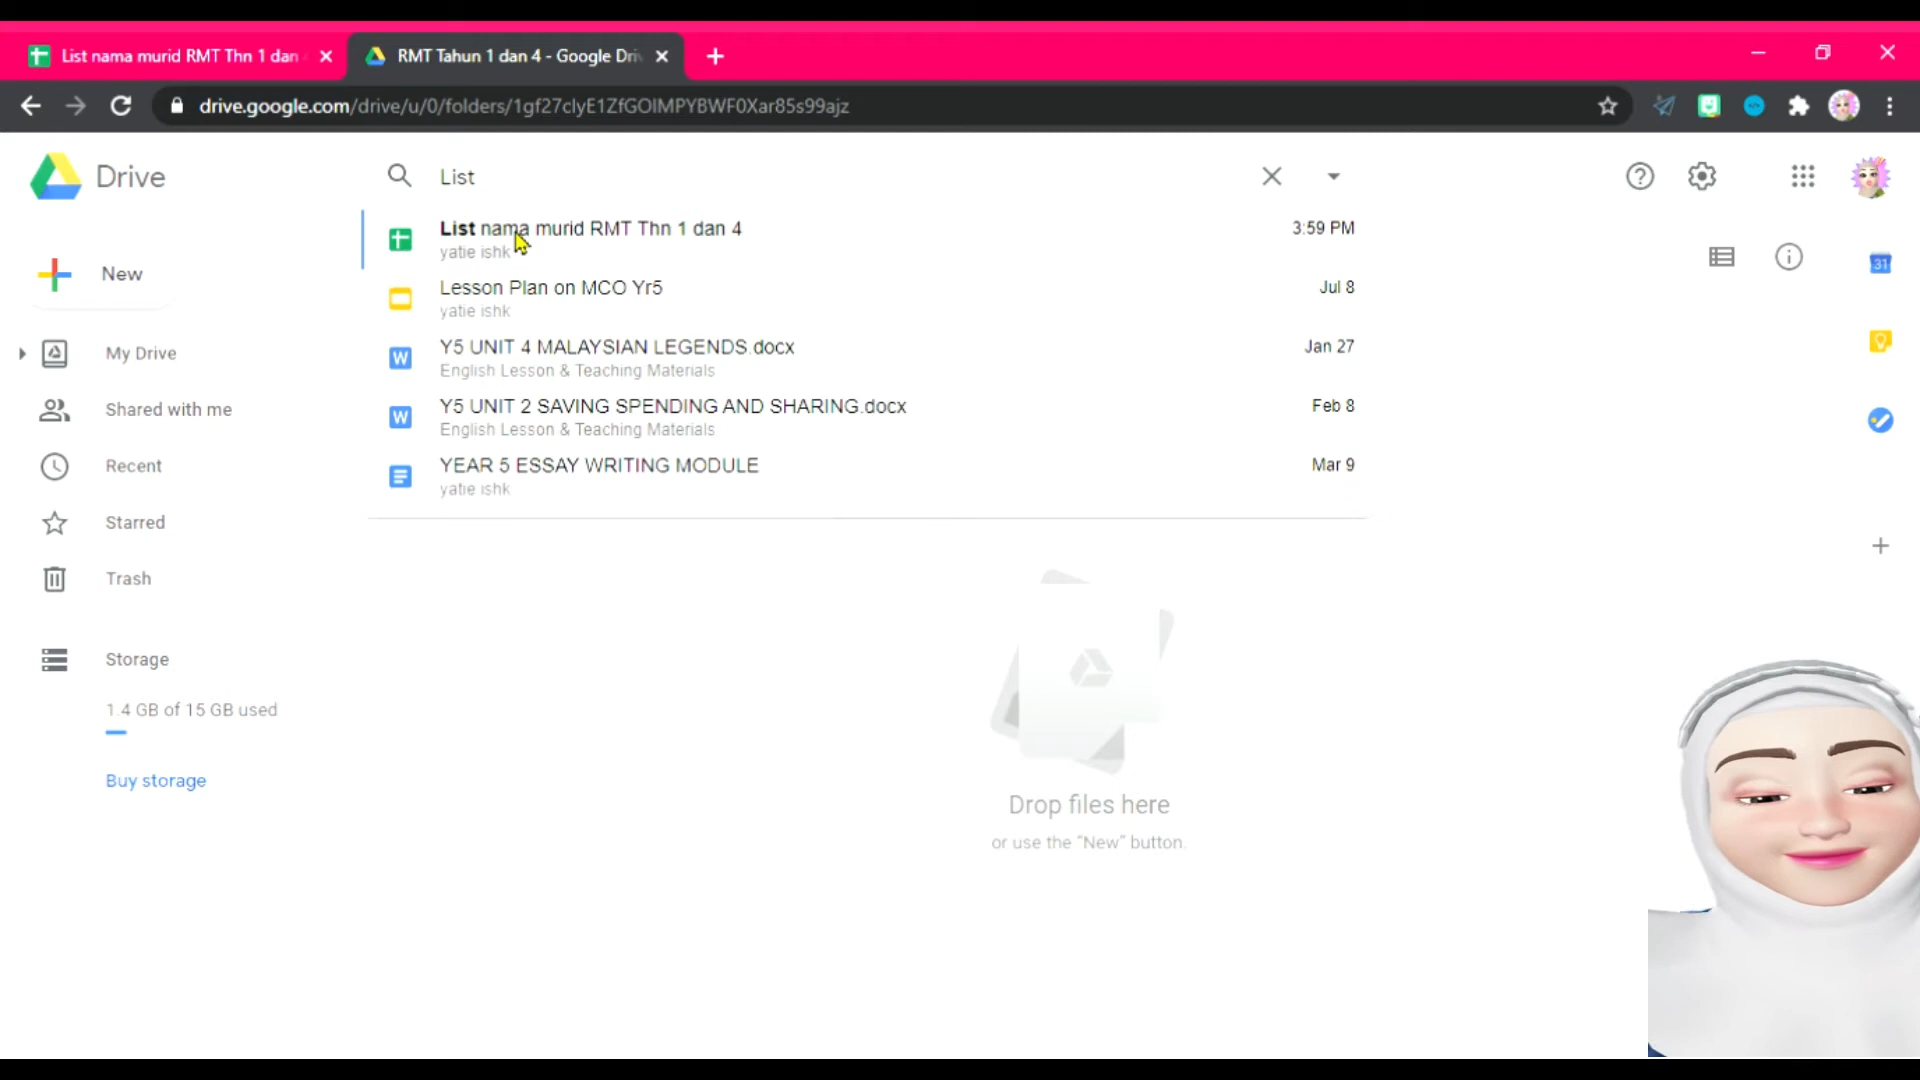 List nama murid RMT Thn 1 dan
RMT Tahun 1 dan 4 - Google Dri
drive.google.com/drive/u/0/folders/1gf27clyE1ZfGOIMPYBWF0Xar85s99ajz
Drive
List
List nama murid RMT Thn 1 dan 4
3:59 PM
yatie ishk
New
Lesson Plan on MCO Yr5
Jul 8
yatie ishk
My Drive
Y5 UNIT 4 MALAYSIAN LEGENDS.docx
Jan 27
English Lesson & Teaching Materials
Shared with me
Y5 UNIT 2 SAVING SPENDING AND SHARING.docx
Feb 8
English Lesson & Teaching Materials
Recent
YEAR 5 ESSAY WRITING MODULE
Mar 9
yatie ishk
Starred
Trash
Storage
1.4 GB of 15 GB used
Buy storage
Drop files here
or use the “New” button.
31